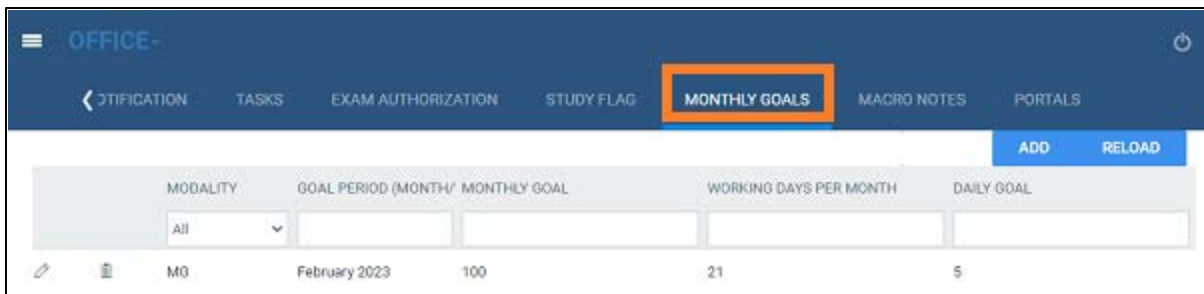 OFFICE-
OTIFICATION TASKS EXAM AUTHORIZATION STUDY FLAG MONTHLY GOALS MACRO NOTES PORTALS
ADD RELOAD
MODALITY GOAL PERIOD (MONTH/ MONTHLY GOAL WORKING DAYS PER MONTH DAILY GOAL
All
MG February 2023 100 21 5